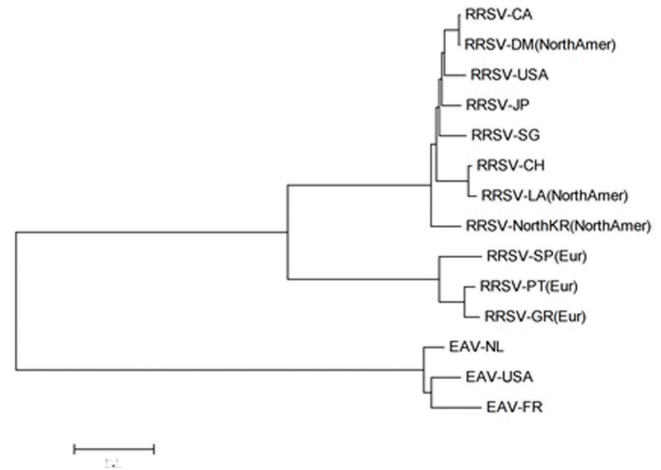 RRSV-CA
RRSV-DM(NorthAmer)
RRSV-USA
RRSV-JP
RRSV-SG
RRSV-CH
RRSV-LA(NorthAmer)
RRSV-NorthKR(NorthAmer)
RRSV-SP(Eur)
RRSV-PT(Eur)
RRSV-GR(Eur)
EAV-NL
EAV-USA
EAV-FR